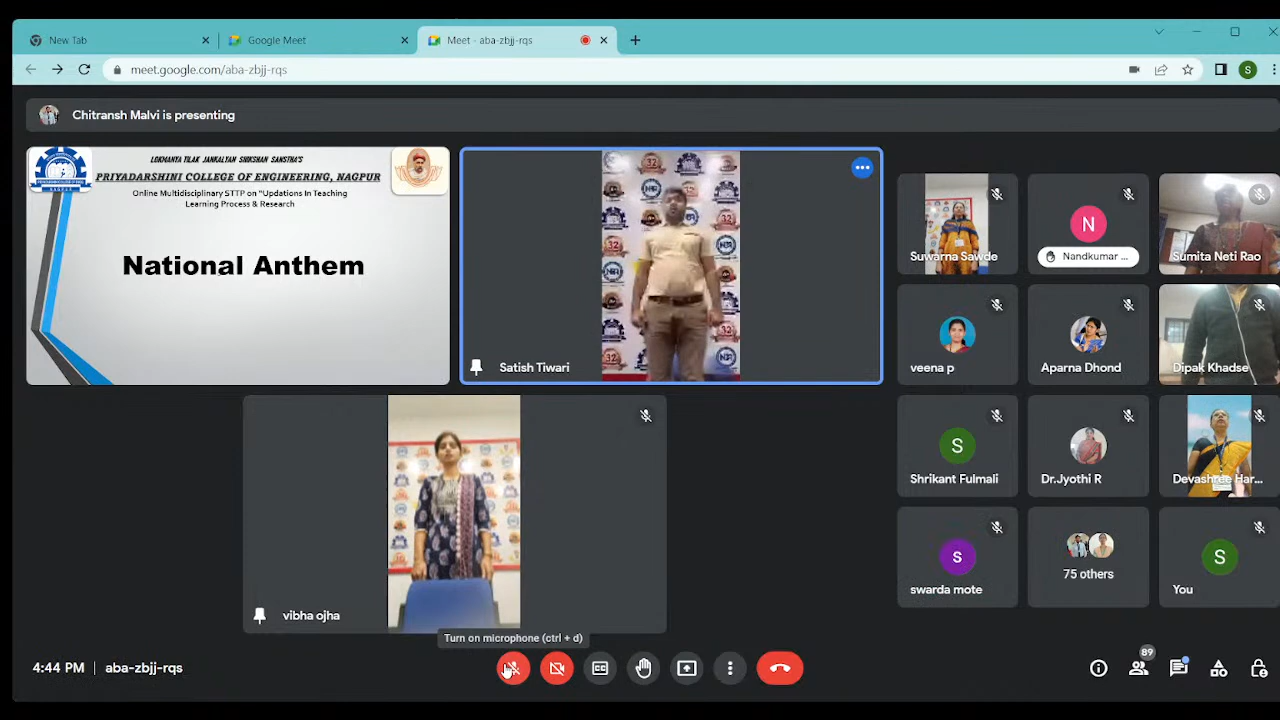 New Tab
Google Meet
Meet - aba-zbjj-rqs
meet.google.com/aba-zbjj-rqs
S
Chitransh Malvi is presenting
LOKMANYA TILAK JANKALYAN SHIKSHAN SANSTHA'S
PRIYADARSHINI COLLEGE OF ENGINEERING, NAGPUR
Online Multidisciplinary STTP on "Updations In Teaching
Learning Process & Research
National Anthem
Satish Tiwari
vibha ojha
Suwarna Sawde
N
Nandkumar ...
Sumita Neti Rao
veena p
Aparna Dhond
Dipak Khadse
S
Shrikant Fulmali
Dr.Jyothi R
Devashree Har...
s
swarda mote
75 others
S
You
Turn on microphone (ctrl + d)
4:44 PM | aba-zbjj-rqs
89